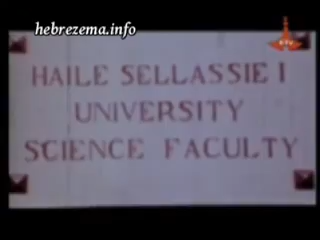 hebrezema.info
HAILE SELLASSIE I
UNIVERSITY
SCIENCE FACULTY